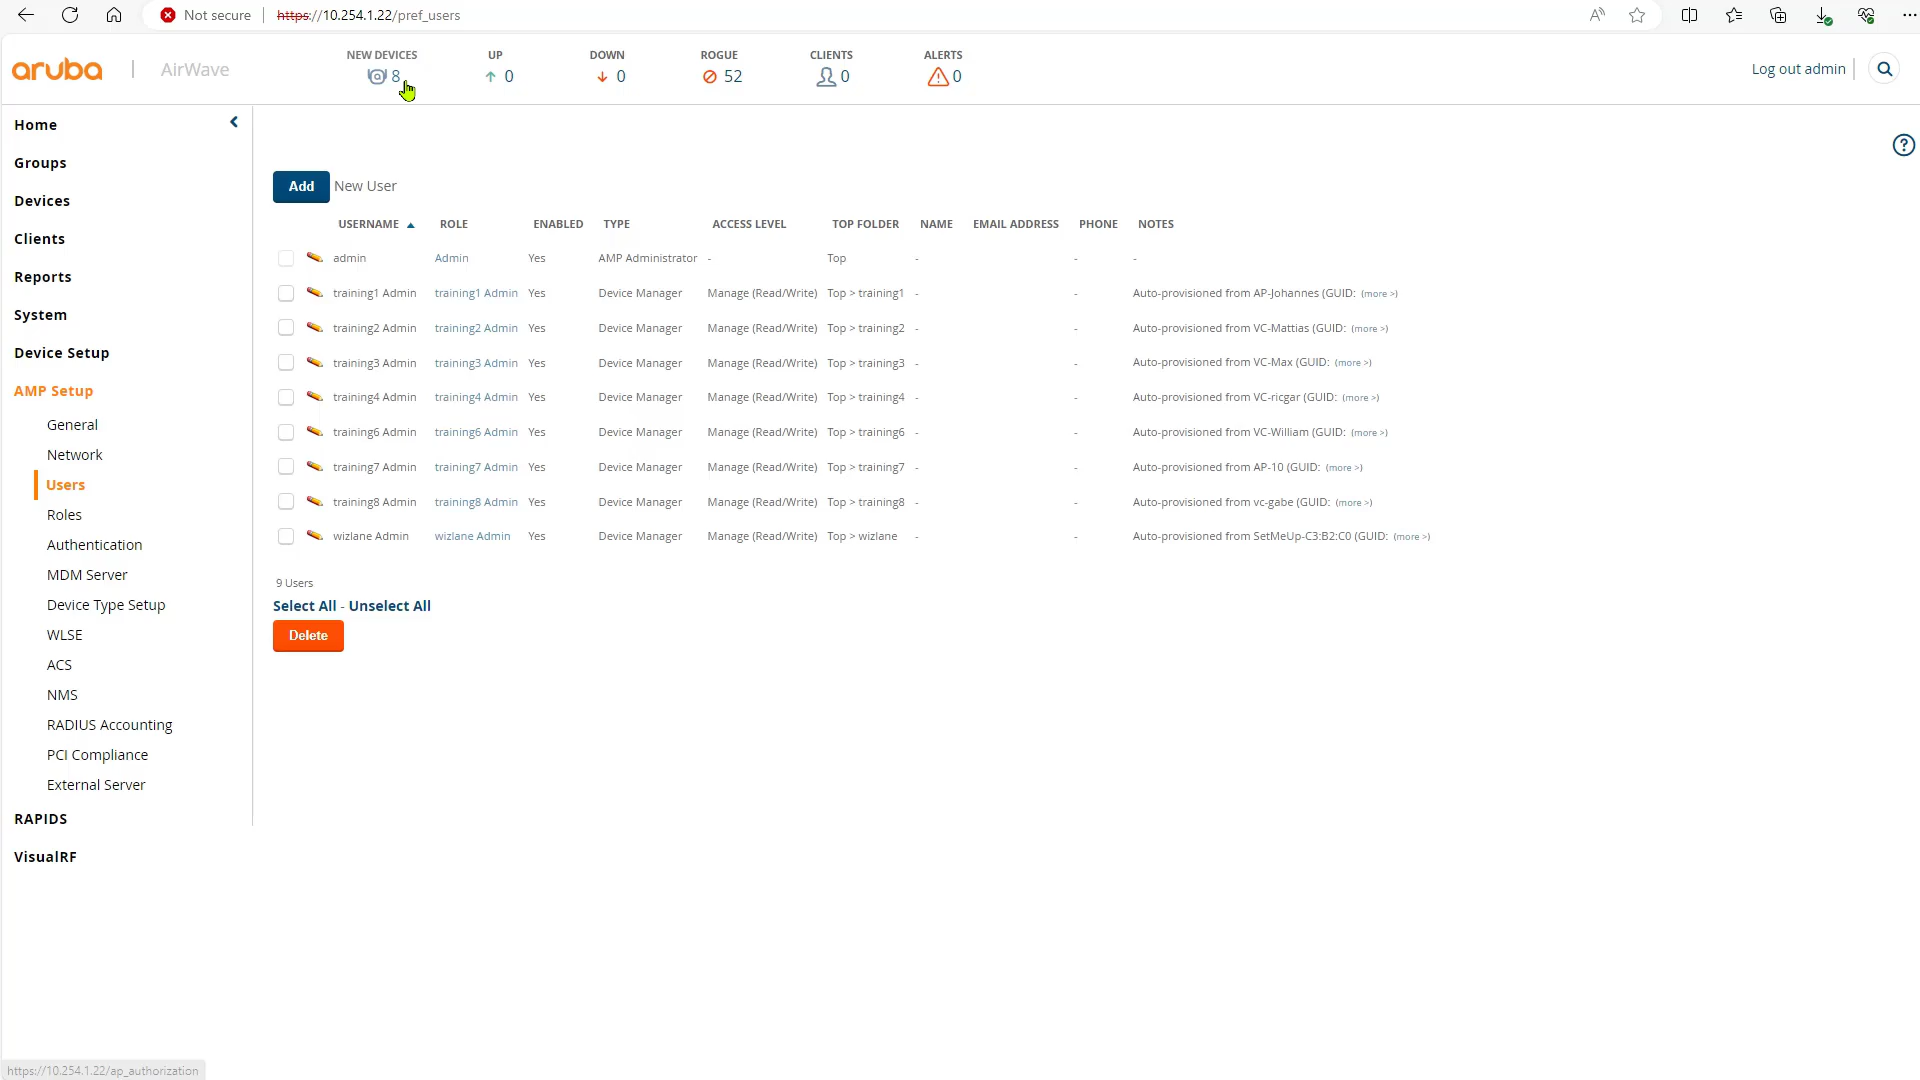 Not secure https://10.254.1.22/pref_users
aruba | AirWave
NEW DEVICES UP DOWN ROGUE CLIENTS ALERTS
8 0 0 52 0 0
Log out admin
Home
Groups
Devices
Clients
Reports
System
Device Setup
AMP Setup
General
Network
Users
Roles
Authentication
MDM Server
Device Type Setup
WLSE
ACS
NMS
RADIUS Accounting
PCI Compliance
External Server
RAPIDS
VisualRF
Add New User
USERNAME ROLE ENABLED TYPE ACCESS LEVEL TOP FOLDER NAME EMAIL ADDRESS PHONE NOTES
admin Admin Yes AMP Administrator - Top - - -
training1 Admin training1 Admin Yes Device Manager Manage (Read/Write) Top > training1 - - Auto-provisioned from AP-Johannes (GUID: (more >)
training2 Admin training2 Admin Yes Device Manager Manage (Read/Write) Top > training2 - - Auto-provisioned from VC-Mattias (GUID: (more >)
training3 Admin training3 Admin Yes Device Manager Manage (Read/Write) Top > training3 - - Auto-provisioned from VC-Max (GUID: (more >)
training4 Admin training4 Admin Yes Device Manager Manage (Read/Write) Top > training4 - - Auto-provisioned from VC-ricgar (GUID: (more >)
training6 Admin training6 Admin Yes Device Manager Manage (Read/Write) Top > training6 - - Auto-provisioned from VC-William (GUID: (more >)
training7 Admin training7 Admin Yes Device Manager Manage (Read/Write) Top > training7 - - Auto-provisioned from AP-10 (GUID: (more >)
training8 Admin training8 Admin Yes Device Manager Manage (Read/Write) Top > training8 - - Auto-provisioned from vc-gabe (GUID: (more >)
wizlane Admin wizlane Admin Yes Device Manager Manage (Read/Write) Top > wizlane - - Auto-provisioned from SetMeUp-C3:B2:C0 (GUID: (more >)
9 Users
Select All - Unselect All
Delete
https://10.254.1.22/ap_authorization